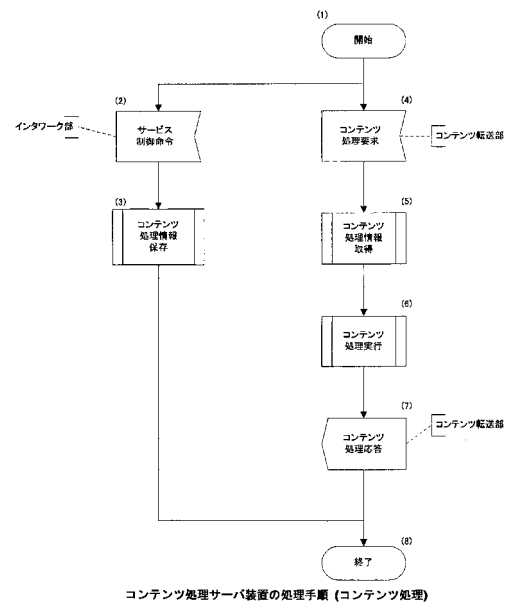 (1)
開始
(2)
サービス
制御命令
インタワーク部
(3)
コンテンツ
処理情報
保存
(4)
コンテンツ
処理要求
コンテンツ転送部
(5)
コンテンツ
処理情報
取得
(6)
コンテンツ
処理実行
(7)
コンテンツ
処理応答
コンテンツ転送部
(8)
終了
コンテンツ処理サーバ装置の処理手順 (コンテンツ処理)